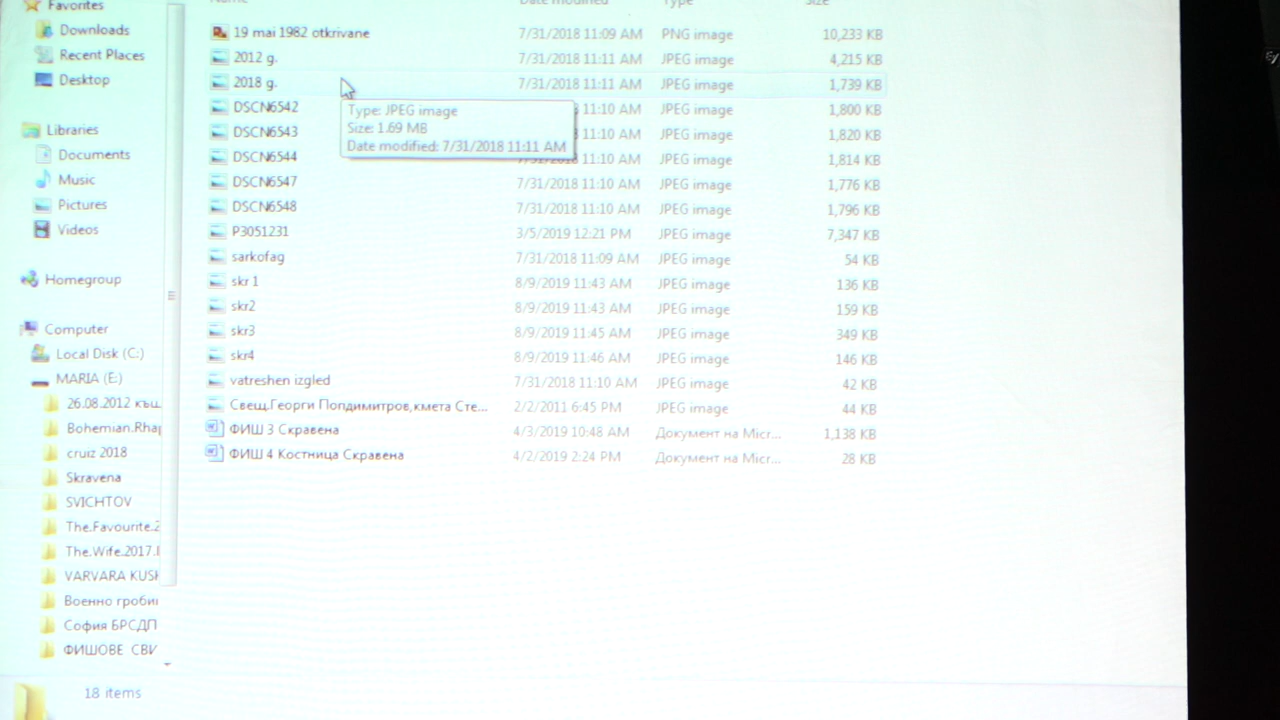 Favorites
Downloads
Recent Places
Desktop
Libraries
Documents
Music
Pictures
Videos
Homegroup
Computer
Local Disk (C:)
MARIA (E:)
26.08.2012 къщ
Bohemian.Rhap
cruiz 2018
Skravena
SVICHTOV
The.Favourite.2
The.Wife.2017.
VARVARA KUSH
Военно гроби
София БРСДП
ФИШОВЕ СВИ
Name Date modified Type Size
19 mai 1982 otkrivane 7/31/2018 11:09 AM PNG image 10,233 KB
2012 g. 7/31/2018 11:11 AM JPEG image 4,215 KB
2018 g. 7/31/2018 11:11 AM JPEG image 1,739 KB
DSCN6542 8 11:10 AM JPEG image 1,800 KB
DSCN6543 8 11:10 AM JPEG image 1,820 KB
DSCN6544 7/31/2018 11:10 AM JPEG image 1,814 KB
DSCN6547 7/31/2018 11:10 AM JPEG image 1,776 KB
DSCN6548 7/31/2018 11:10 AM JPEG image 1,796 KB
P3051231 3/5/2019 12:21 PM JPEG image 7,347 KB
sarkofag 7/31/2018 11:09 AM JPEG image 54 KB
skr 1 8/9/2019 11:43 AM JPEG image 136 KB
skr2 8/9/2019 11:43 AM JPEG image 159 KB
skr3 8/9/2019 11:45 AM JPEG image 349 KB
skr4 8/9/2019 11:46 AM JPEG image 146 KB
vatreshen izgled 7/31/2018 11:10 AM JPEG image 42 KB
Свещ.Георги Попдимитров,кмета Сте... 2/2/2011 6:45 PM JPEG image 44 KB
ФИШ 3 Скравена 4/3/2019 10:48 AM Документ на Micr... 1,138 KB
ФИШ 4 Костница Скравена 4/2/2019 2:24 PM Документ на Micr... 28 KB
Type: JPEG image
Size: 1.69 MB
Date modified: 7/31/2018 11:11 AM
18 items